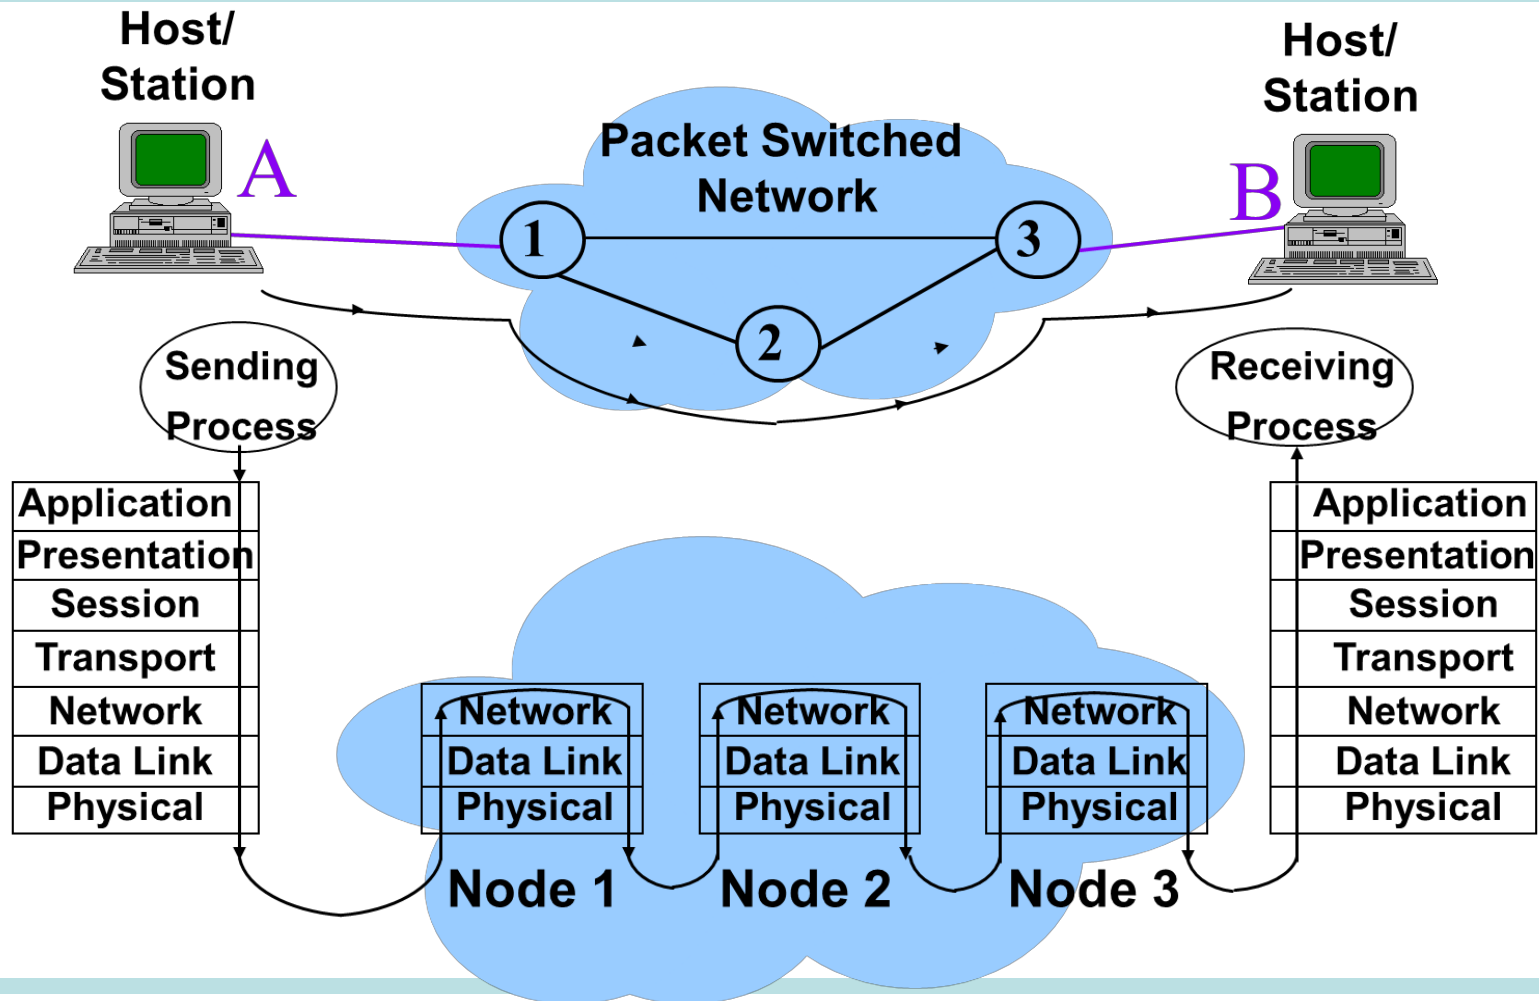 Host/
Station
A
Packet Switched
Network
Host/
Station
B
1
3
2
Sending
Process
Receiving
Process
Application
Presentation
Session
Transport
Network
Data Link
Physical
Network
Data Link
Physical
Node 1
Network
Data Link
Physical
Node 2
Network
Data Link
Physical
Node 3
Application
Presentation
Session
Transport
Network
Data Link
Physical